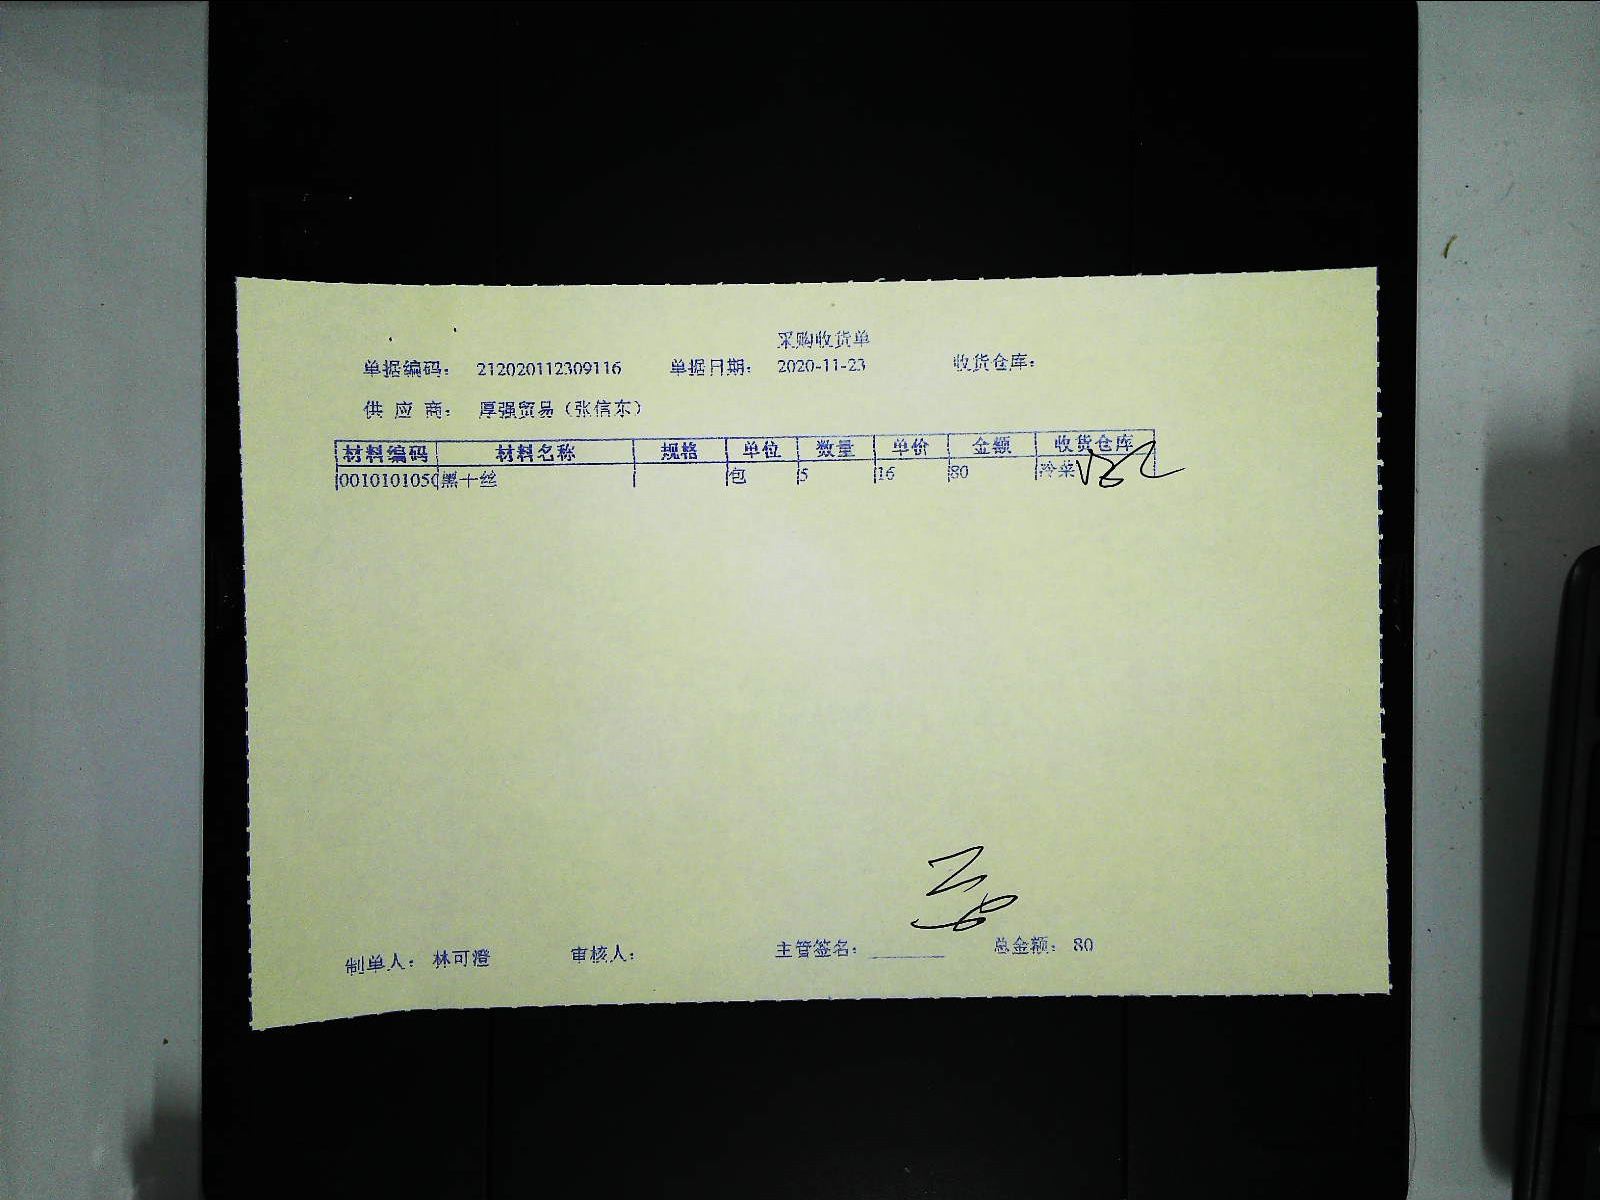 采购收货单
单据编码: 212020112309116 单据日期: 2020-11-23 收货仓库:
供 应 商: 厚强贸易(张信东)
材料编码 材料名称 规格 单位 数量 单价 金额 收货仓库
001010105 黑十丝 包 5 16 80 冷菜
制单人: 林可澄 审核人: 主管签名: 总金额: 80